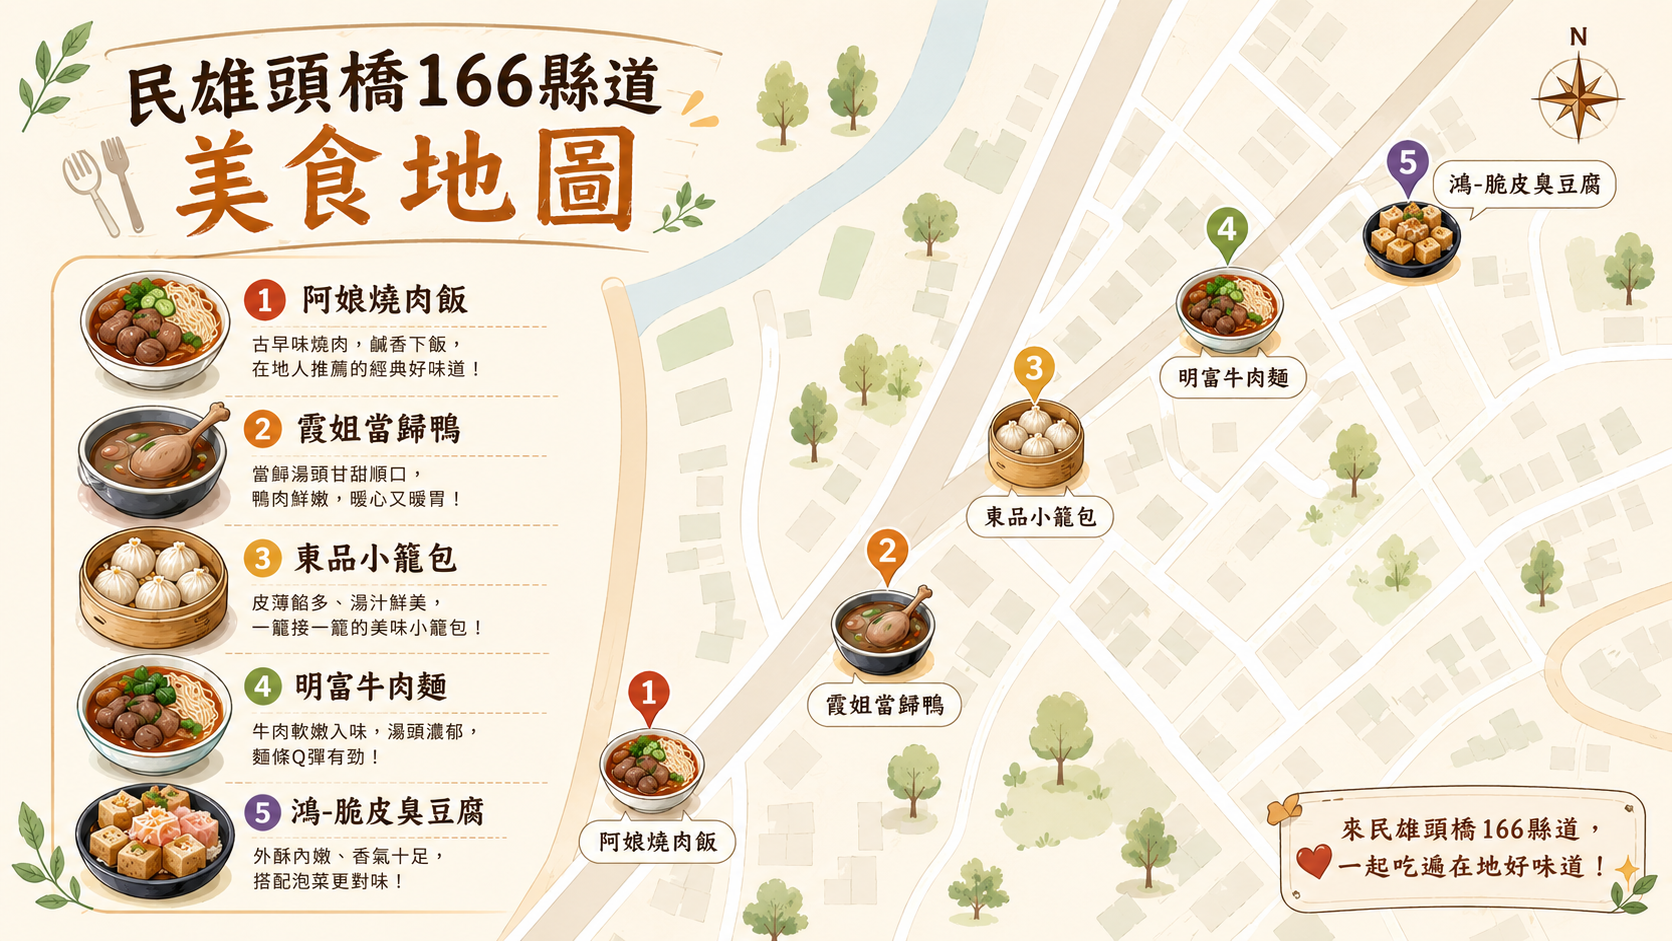 民雄頭橋166縣道
美食地圖
1 阿娘燒肉飯
古早味燒肉，鹹香下飯，
在地人推薦的經典好味道！
2 霞姐當歸鴨
當歸湯頭甘甜順口，
鴨肉鮮嫩，暖心又暖胃！
3 東品小籠包
皮薄餡多、湯汁鮮美，
一籠接一籠的美味小籠包！
4 明富牛肉麵
牛肉軟嫩入味，湯頭濃郁，
麵條Q彈有勁！
5 鴻-脆皮臭豆腐
外酥內嫩、香氣十足，
搭配泡菜更對味！
N
5
鴻-脆皮臭豆腐
4
明富牛肉麵
3
東品小籠包
2
霞姐當歸鴨
1
阿娘燒肉飯
來民雄頭橋166縣道，
一起吃遍在地好味道！